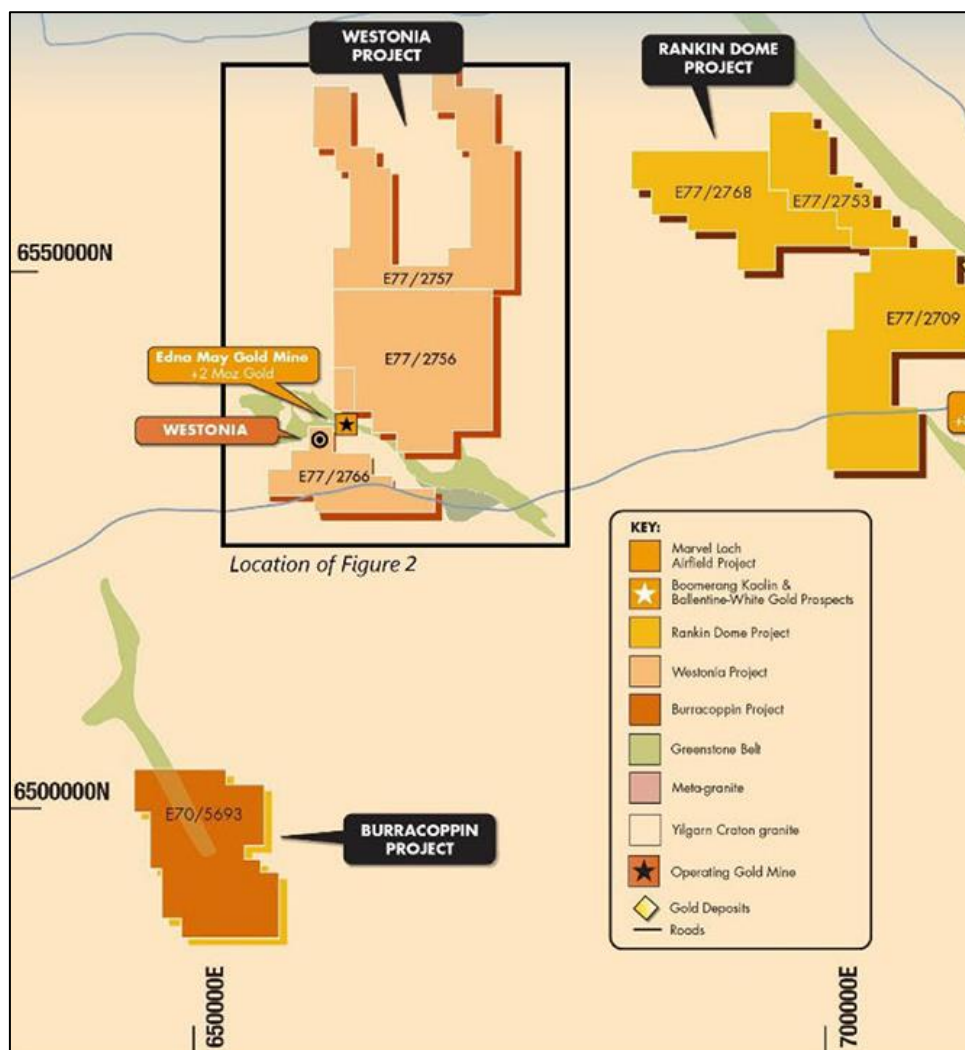 WESTONIA
PROJECT
RANKIN DOME
PROJECT
E77/2768
E77/2753
6550000N
E77/2757
E77/2709
E77/2756
Edna May Gold Mine
+2 Moz Gold
WESTONIA
E77/2766
Location of Figure 2
KEY:
Marvel Loch
Airfield Project
Boomerang Kaolin &
Ballentine-White Gold Prospects
Rankin Dome Project
Westonia Project
Burracoppin Project
Greenstone Belt
Meta-granite
Yilgarn Craton granite
Operating Gold Mine
Gold Deposits
Roads
6500000N
E70/5693
BURRACOPPIN
PROJECT
650000E
700000E